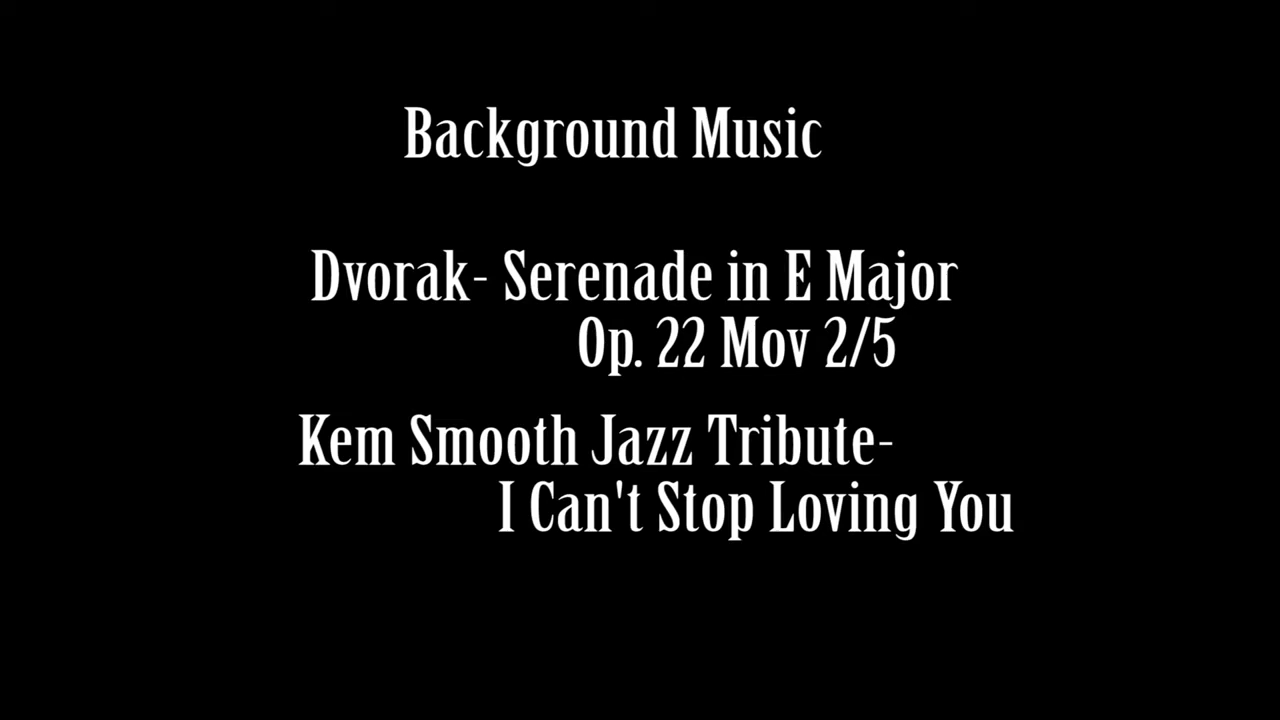 Background Music
Dvorak- Serenade in E Major
Op. 22 Mov 2/5
Kem Smooth Jazz Tribute-
I Can't Stop Loving You